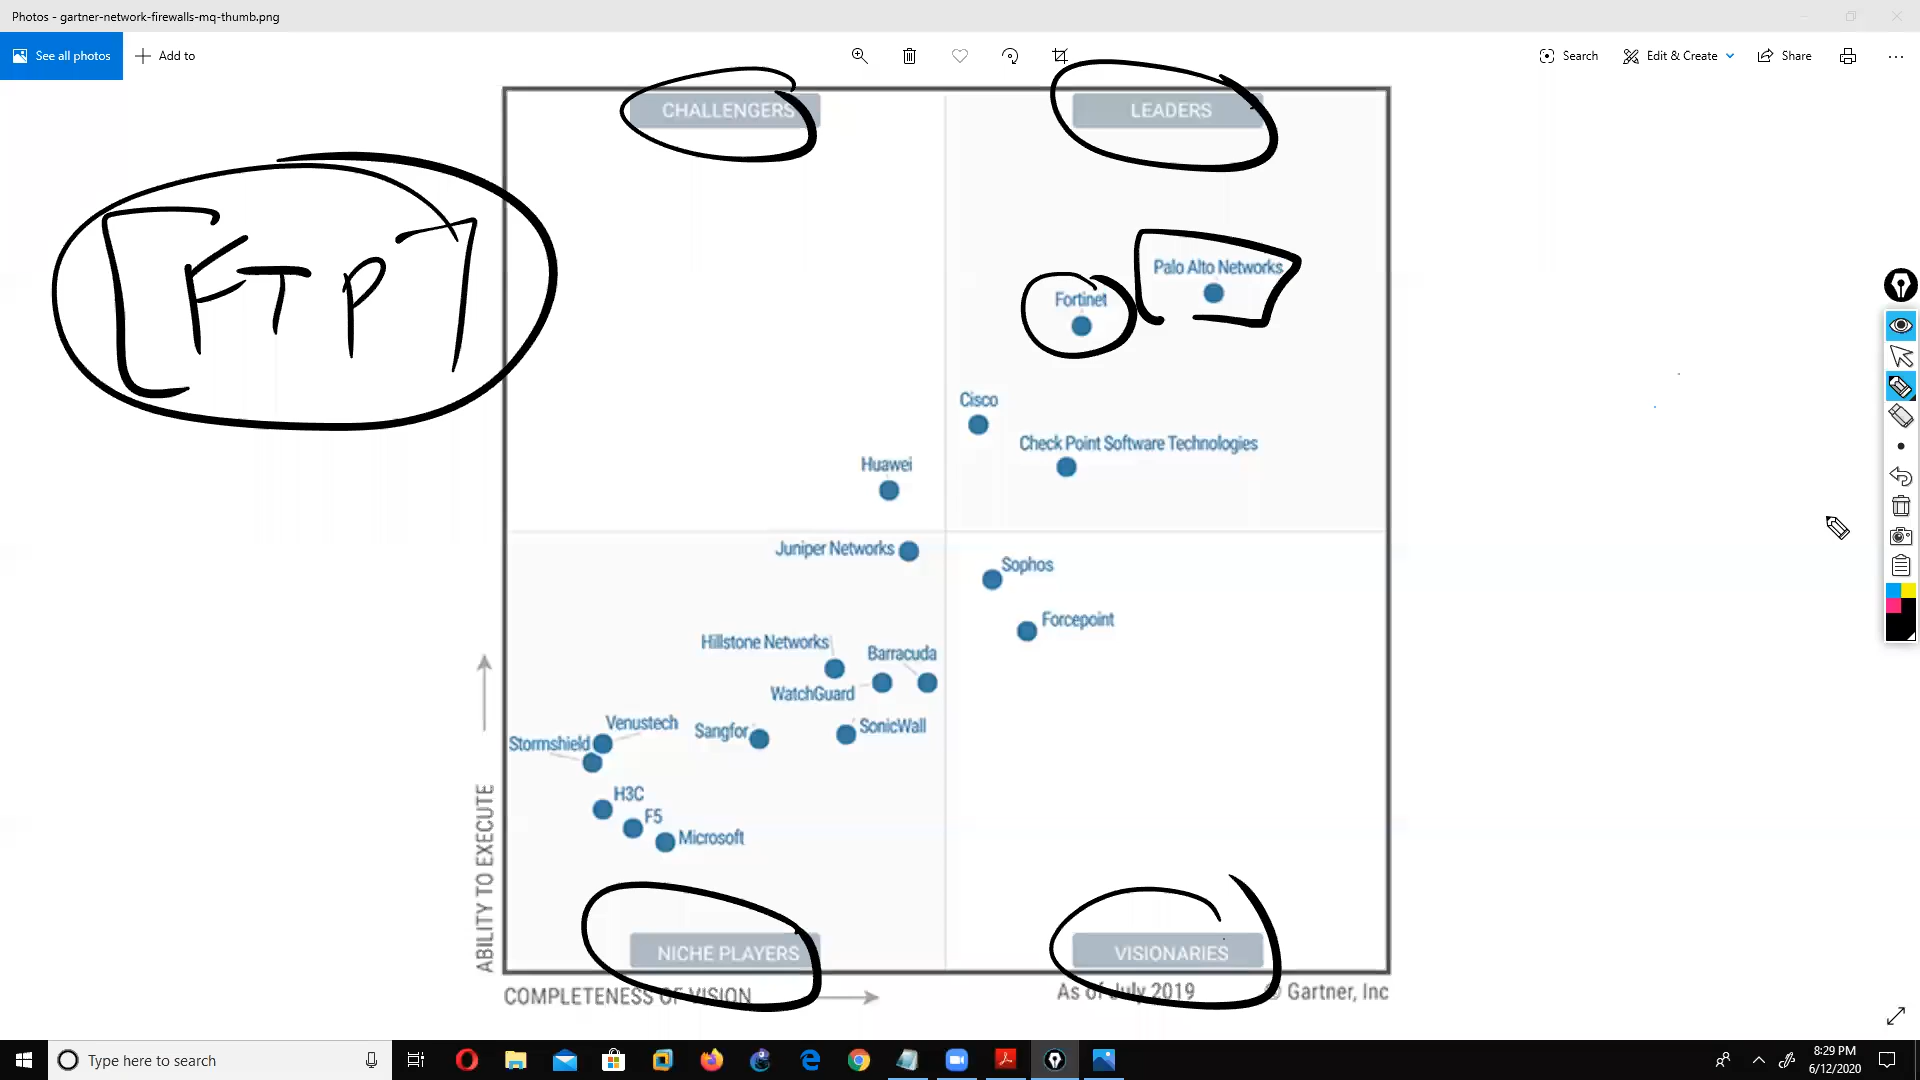 Photos - gartner-network-firewalls-mq-thumb.png
See all photos
Add to
Search
Edit & Create
Share
CHALLENGERS
LEADERS
FTP
Palo Alto Networks
Fortinet
Cisco
Check Point Software Technologies
Huawei
Juniper Networks
Sophos
Forcepoint
Hillstone Networks
Barracuda
WatchGuard
Venustech
Sangfor
SonicWall
Stormshield
H3C
F5
Microsoft
ABILITY TO EXECUTE
NICHE PLAYERS
VISIONARIES
COMPLETENESS OF VISION
As of July 2019
© Gartner, Inc
Type here to search
8:29 PM
6/12/2020